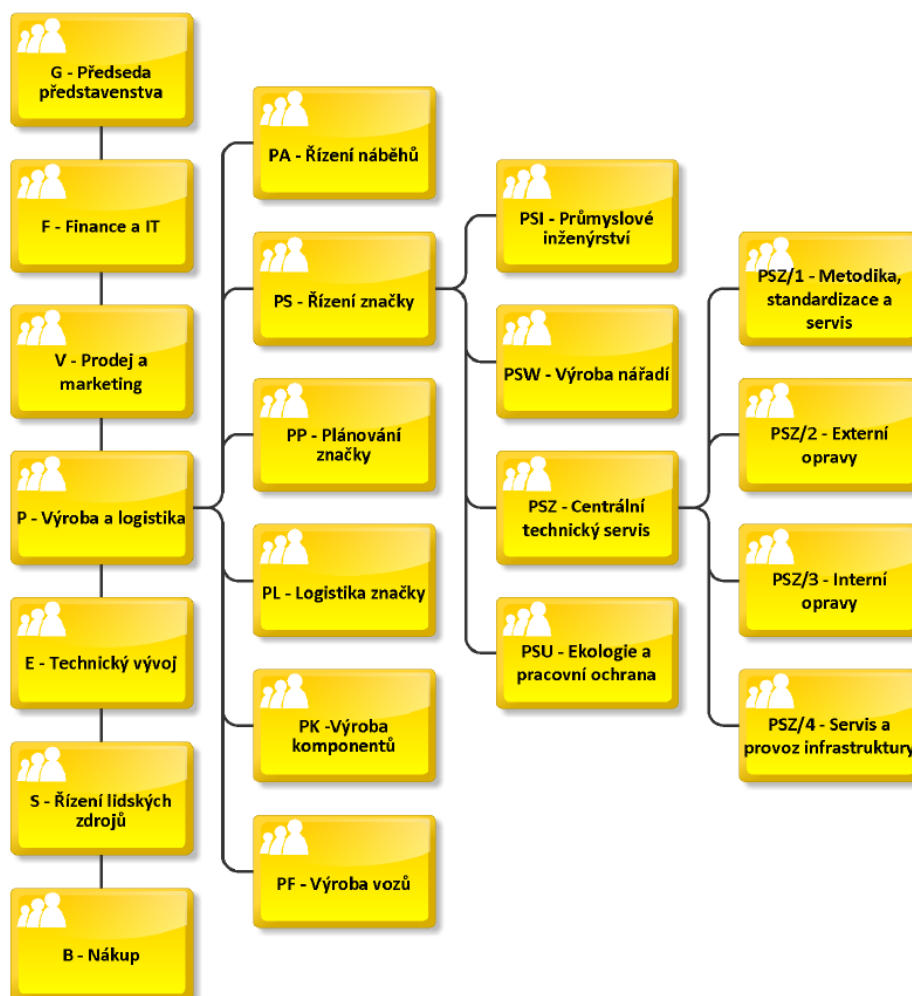 G - Předseda
představenstva
F - Finance a IT
V - Prodej a
marketing
P - Výroba a logistika
E - Technický vývoj
S - Řízení lidských
zdrojů
B - Nákup
PA - Řízení náběhů
PS - Řízení značky
PP - Plánování
značky
PL - Logistika značky
PK -Výroba
komponentů
PF - Výroba vozů
PSI - Průmyslové
inženýrství
PSW - Výroba nářadí
PSZ - Centrální
technický servis
PSU - Ekologie a
pracovní ochrana
PSZ/1 - Metodika,
standardizace a
servis
PSZ/2 - Externí
opravy
PSZ/3 - Interní
opravy
PSZ/4 - Servis a
provoz infrastruktury